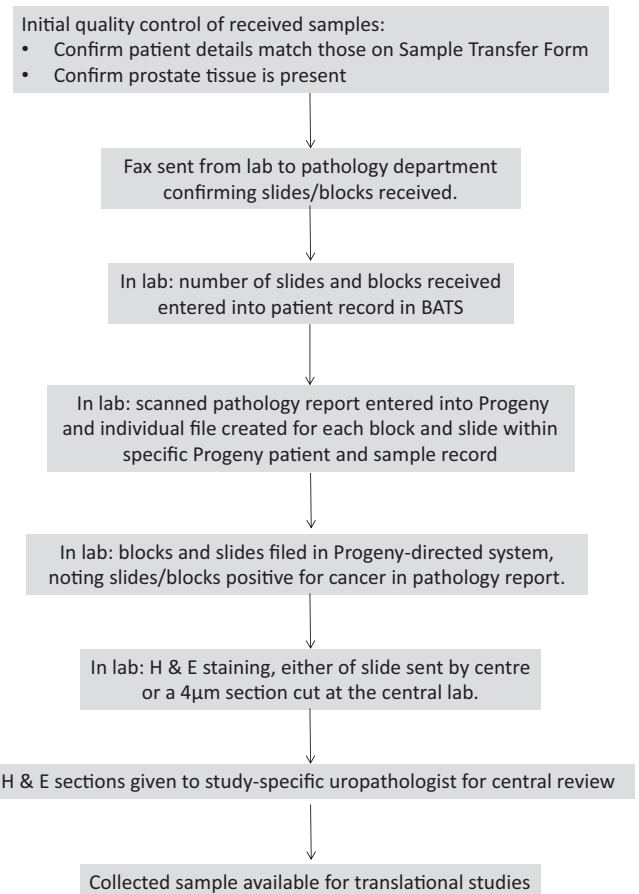 Initial quality control of received samples:
• Confirm patient details match those on Sample Transfer Form
• Confirm prostate tissue is present
Fax sent from lab to pathology department
confirming slides/blocks received.
In lab: number of slides and blocks received
entered into patient record in BATS
In lab: scanned pathology report entered into Progeny
and individual file created for each block and slide within
specific Progeny patient and sample record
In lab: blocks and slides filed in Progeny-directed system,
noting slides/blocks positive for cancer in pathology report.
In lab: H & E staining, either of slide sent by centre
or a 4μm section cut at the central lab.
H & E sections given to study-specific uropathologist for central review
Collected sample available for translational studies